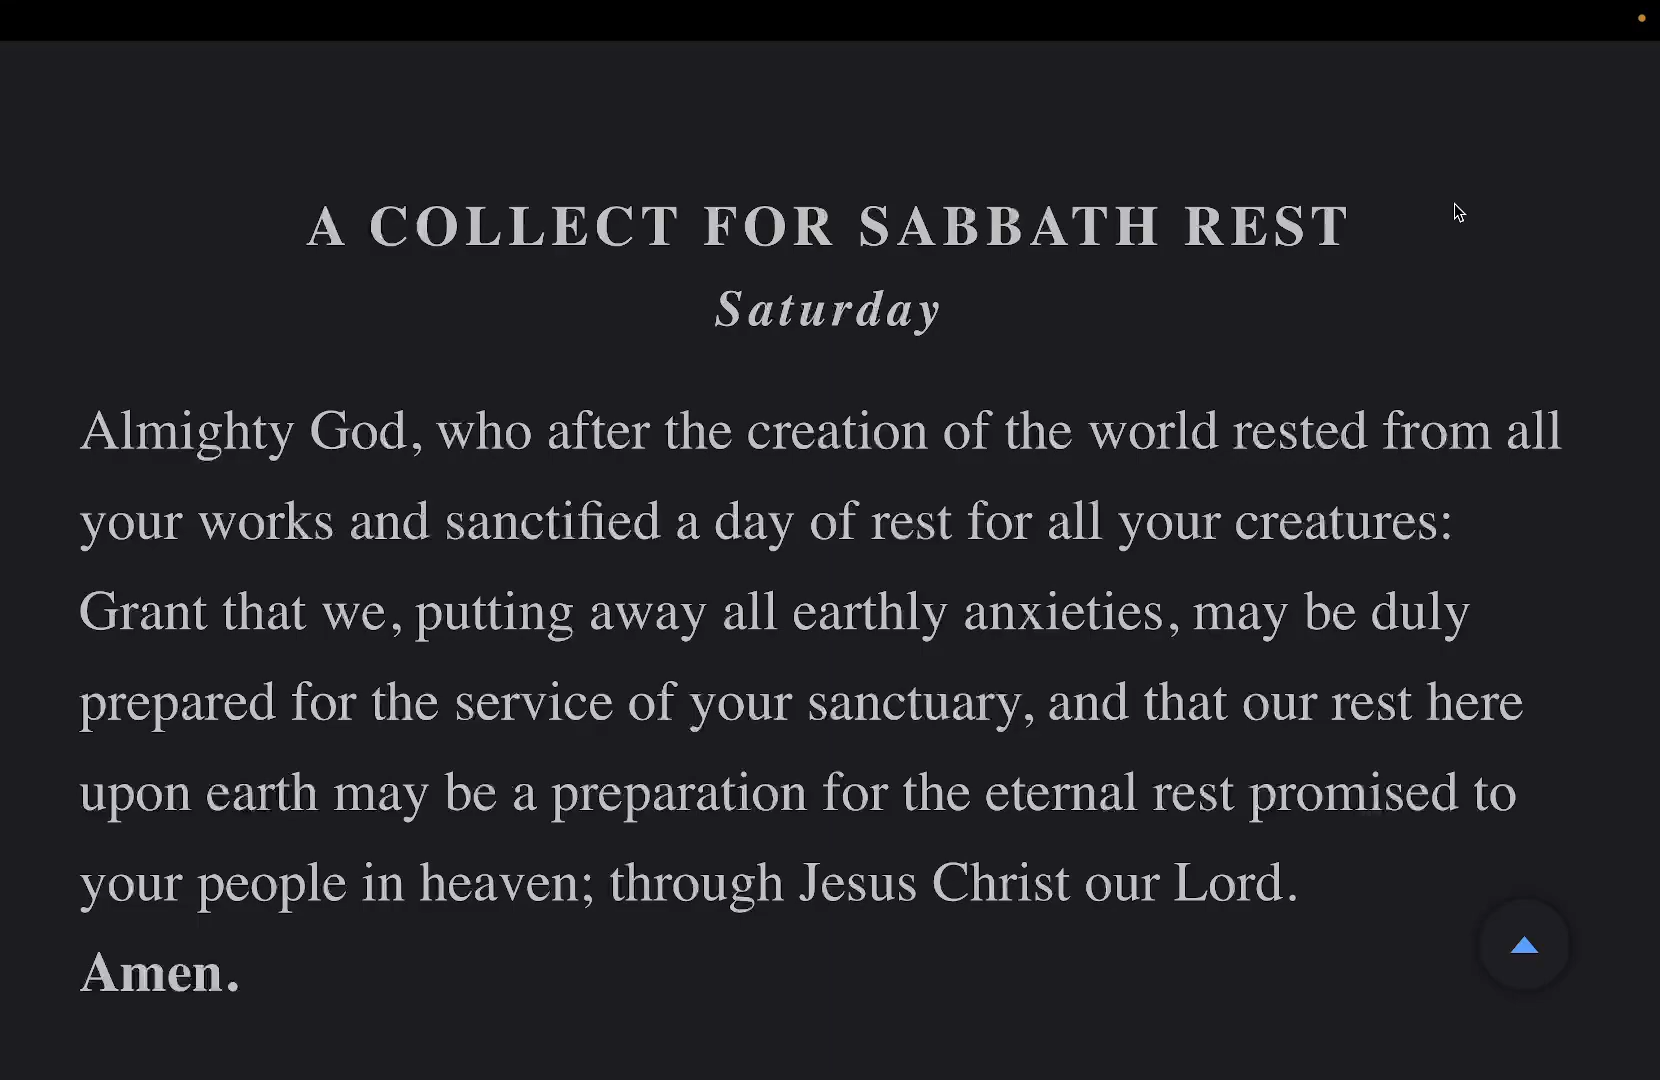 A COLLECT FOR SABBATH REST
Saturday
Almighty God, who after the creation of the world rested from all
your works and sanctified a day of rest for all your creatures:
Grant that we, putting away all earthly anxieties, may be duly
prepared for the service of your sanctuary, and that our rest here
upon earth may be a preparation for the eternal rest promised to
your people in heaven; through Jesus Christ our Lord.
Amen.